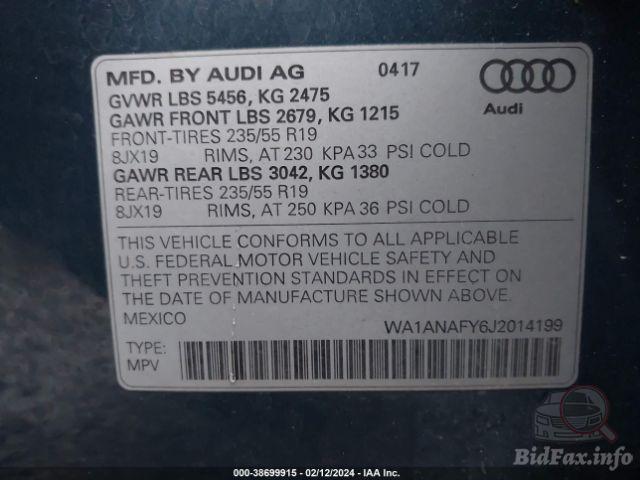 MFD. BY AUDI AG 0417
GVWR LBS 5456, KG 2475
GAWR FRONT LBS 2679, KG 1215
FRONT-TIRES 235/55 R19
8JX19 RIMS, AT 230 KPA 33 PSI COLD
GAWR REAR LBS 3042, KG 1380
REAR-TIRES 235/55 R19
8JX19 RIMS, AT 250 KPA 36 PSI COLD
Audi
THIS VEHICLE CONFORMS TO ALL APPLICABLE
U.S. FEDERAL MOTOR VEHICLE SAFETY AND
THEFT PREVENTION STANDARDS IN EFFECT ON
THE DATE OF MANUFACTURE SHOWN ABOVE.
MEXICO WA1ANAFY6J2014199
TYPE:
MPV
BidFax.info
000-38699915 - 02/12/2024 - IAA Inc.